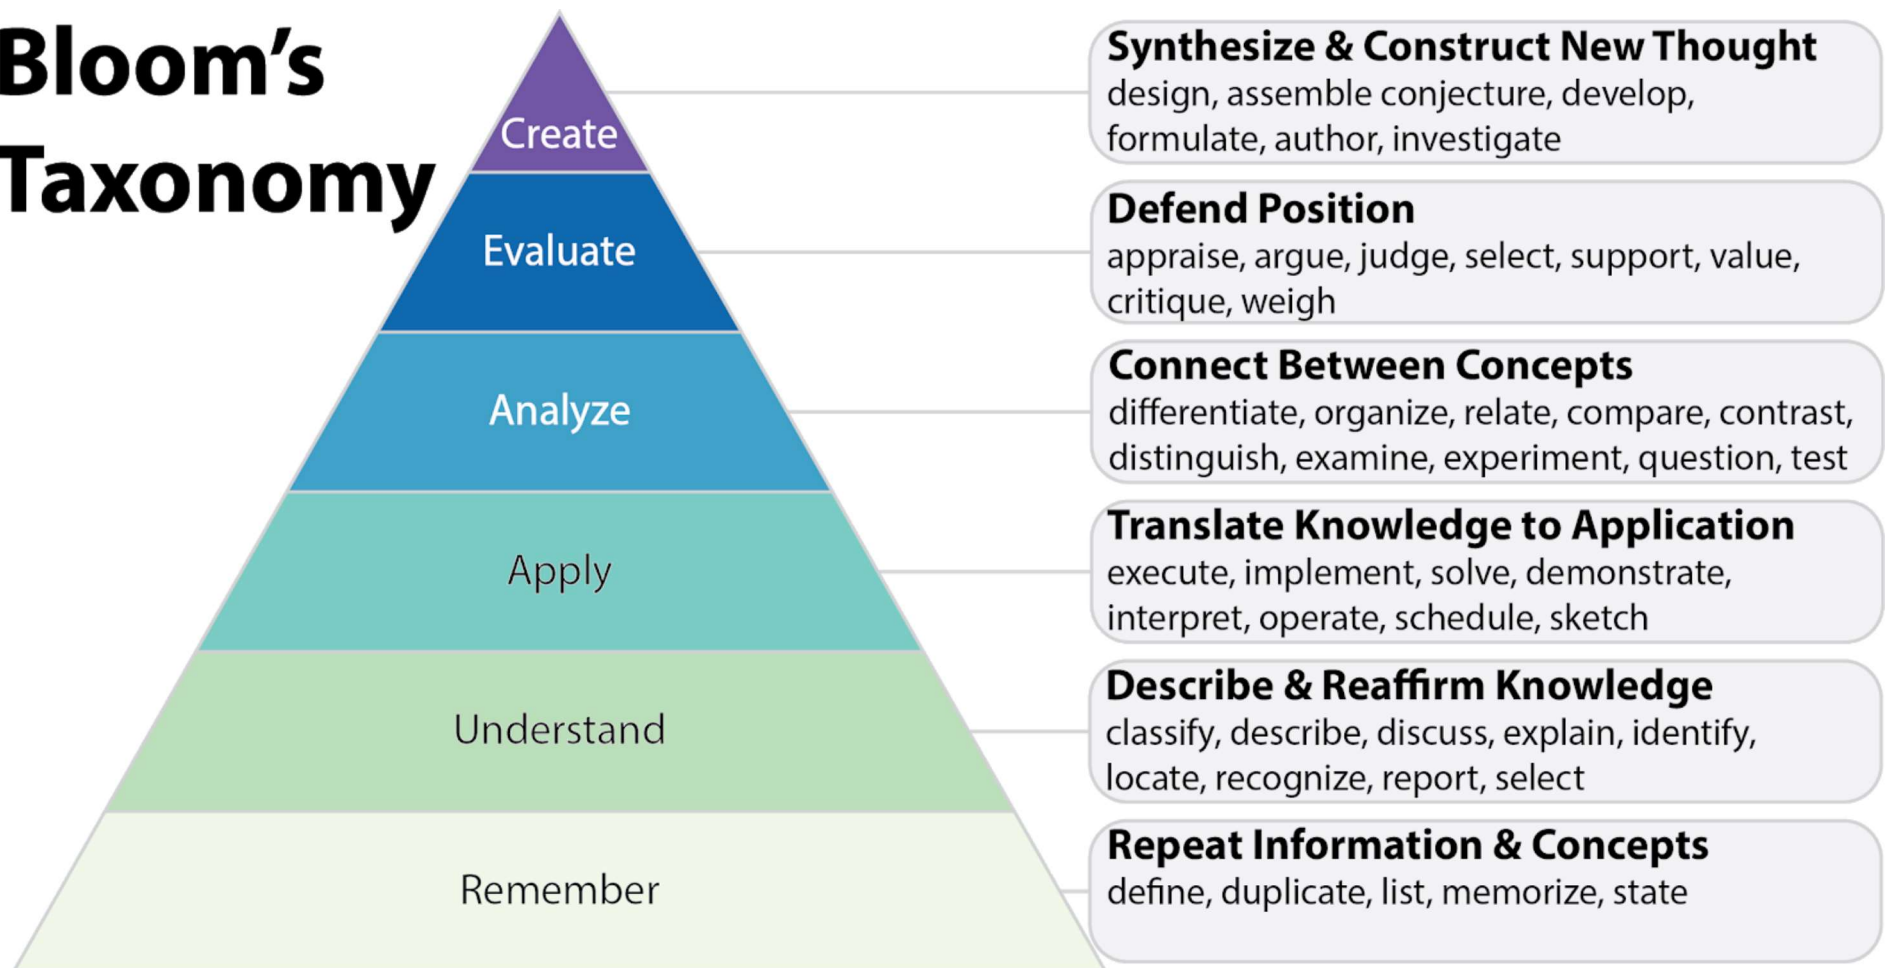 Bloom's
Taxonomy
Create
Synthesize & Construct New Thought
design, assemble conjecture, develop,
formulate, author, investigate
Evaluate
Defend Position
appraise, argue, judge, select, support, value,
critique, weigh
Analyze
Connect Between Concepts
differentiate, organize, relate, compare, contrast,
distinguish, examine, experiment, question, test
Apply
Translate Knowledge to Application
execute, implement, solve, demonstrate,
interpret, operate, schedule, sketch
Understand
Describe & Reaffirm Knowledge
classify, describe, discuss, explain, identify,
locate, recognize, report, select
Remember
Repeat Information & Concepts
define, duplicate, list, memorize, state